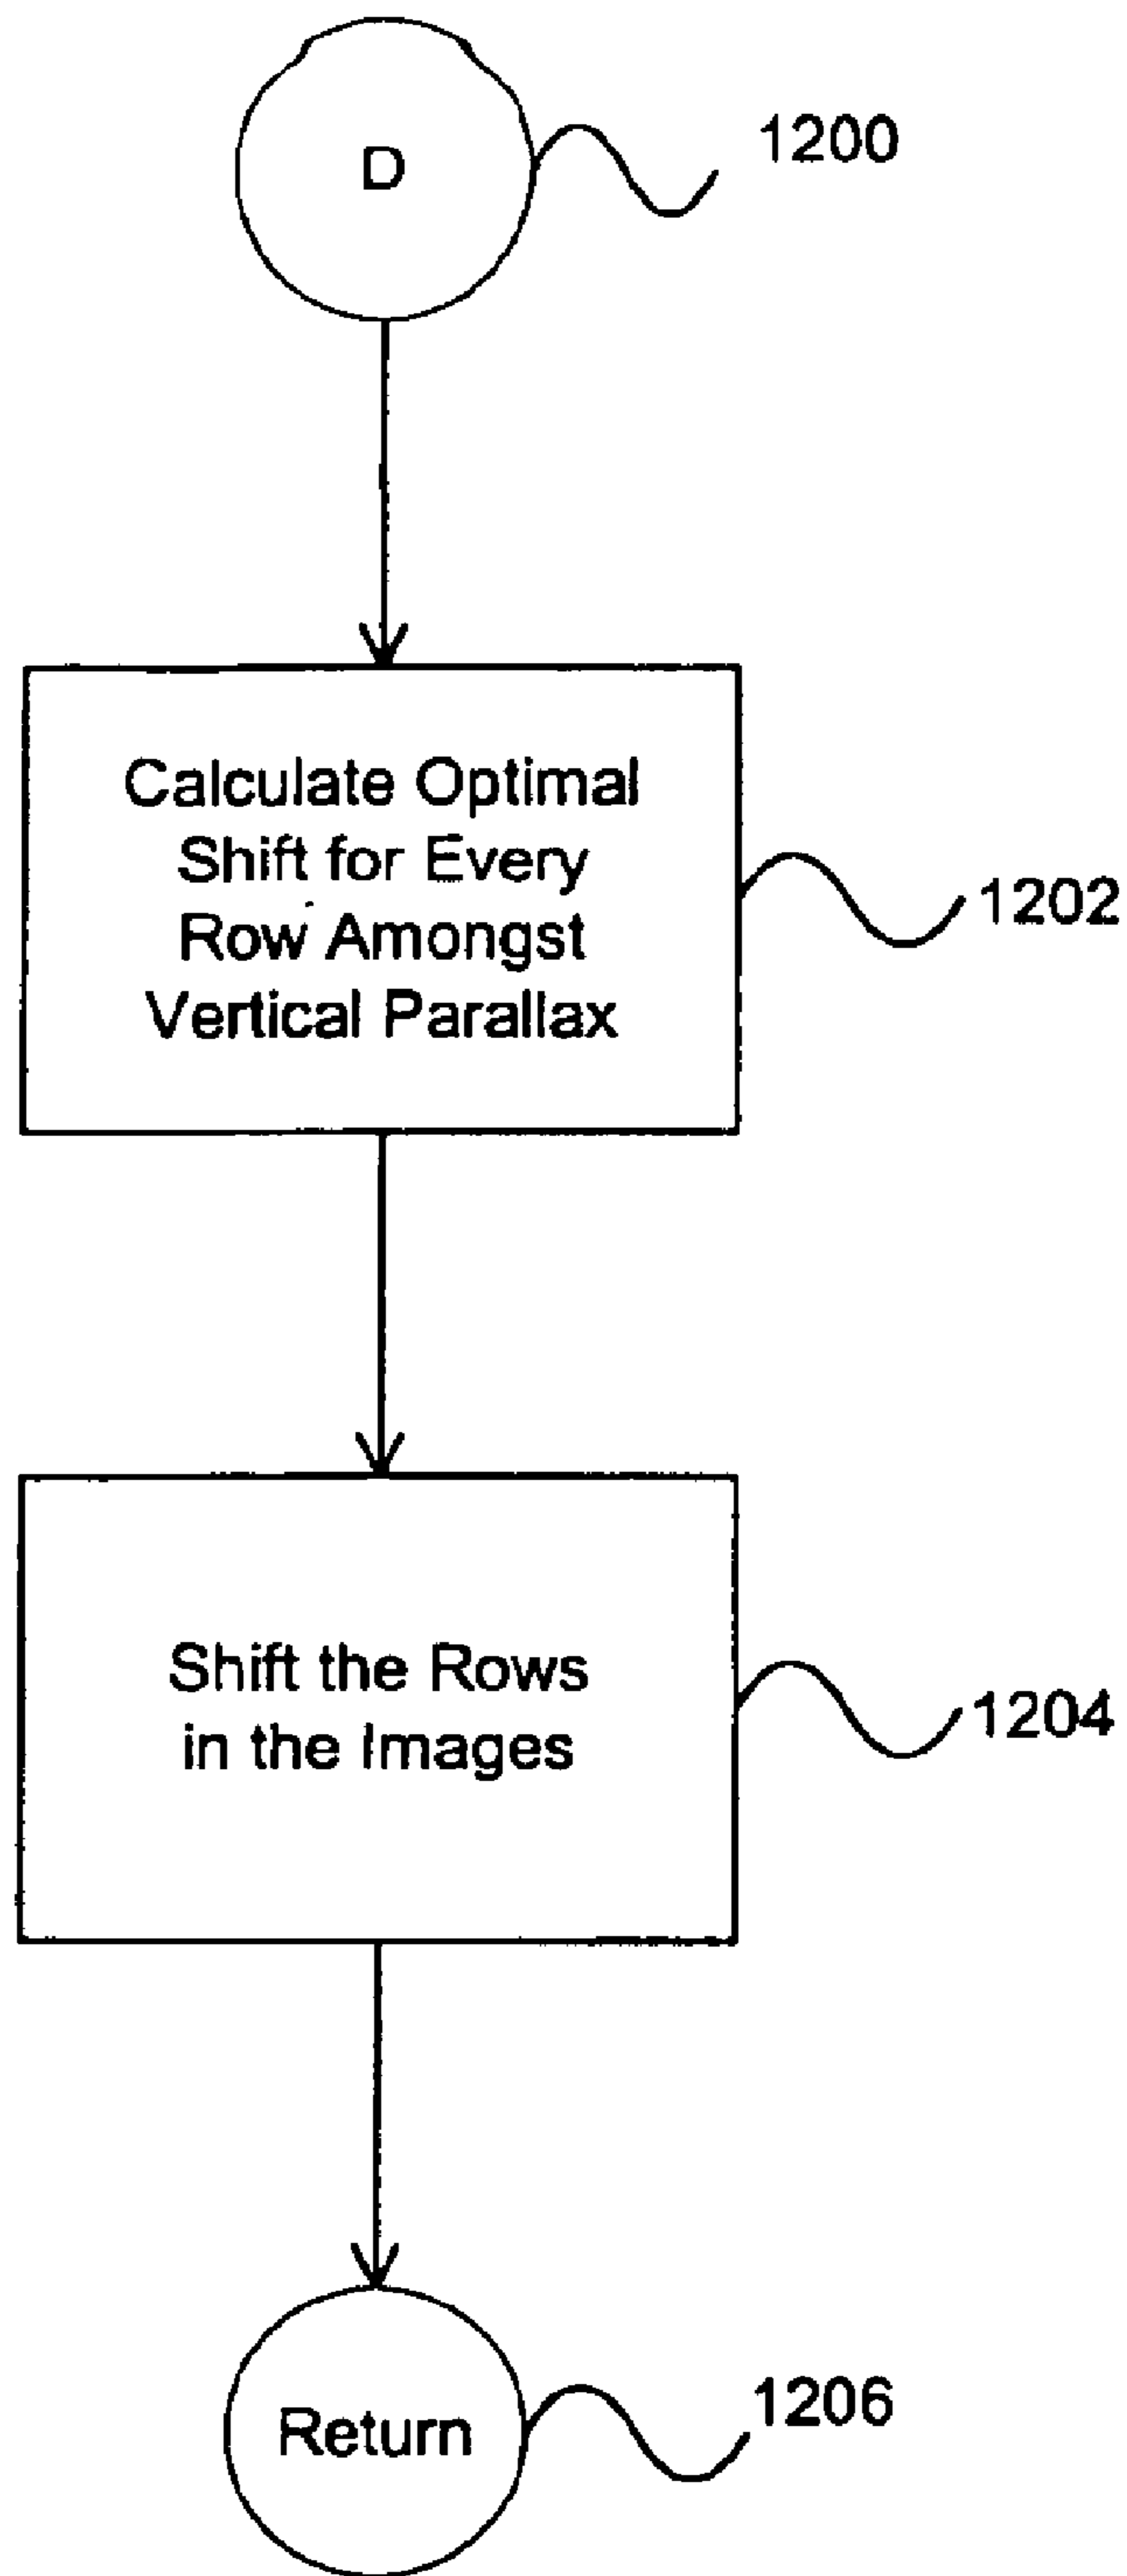 D
1200
Calculate Optimal
Shift for Every
Row Amongst
Vertical Parallax
1202
Shift the Rows
in the Images
1204
Return
1206